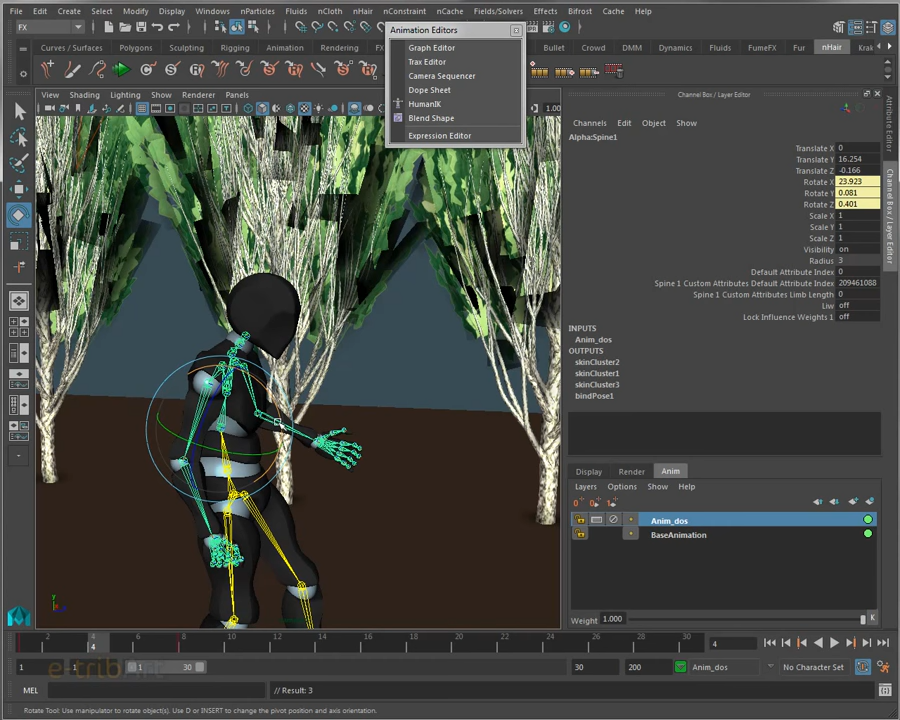 File Edit Create Select Modify Display Windows nParticles Fluids nCloth nHair nConstraint nCache Fields/Solvers Effects Bifrost Cache Help
FX
Curves / Surfaces Polygons Sculpting Rigging Animation Rendering
Bullet Crowd DMM Dynamics Fluids FumeFX Fur nHair Krak
Animation Editors
Graph Editor
Trax Editor
Camera Sequencer
Dope Sheet
HumanIK
Blend Shape
Expression Editor
View Shading Lighting Show Renderer Panels
1.00
Channel Box / Layer Editor
Channels Edit Object Show
Alpha:Spine1
Translate X 0
Translate Y 16.254
Translate Z -0.166
Rotate X 23.923
Rotate Y 0.081
Rotate Z 0.401
Scale X 1
Scale Y 1
Scale Z 1
Visibility on
Radius 3
Default Attribute Index 0
Spine 1 Custom Attributes Default Attribute Index 209461088
Spine 1 Custom Attributes Limb Length 0
Liw off
Lock Influence Weights 1 off
INPUTS
Anim_dos
OUTPUTS
skinCluster2
skinCluster1
skinCluster3
bindPose1
Attribute Editor
Channel Box / Layer Editor
Display Render Anim
Layers Options Show Help
Anim_dos
BaseAnimation
Weight 1.000 K
y
2 4 6 8 10 12 14 16 18 20 22 24 26 28 30
4
4
1 1 1 30 30 200 Anim_dos No Character Set
e-trib
MEL // Result: 3
Rotate Tool: Use manipulator to rotate object(s). Use D or INSERT to change the pivot position and axis orientation.